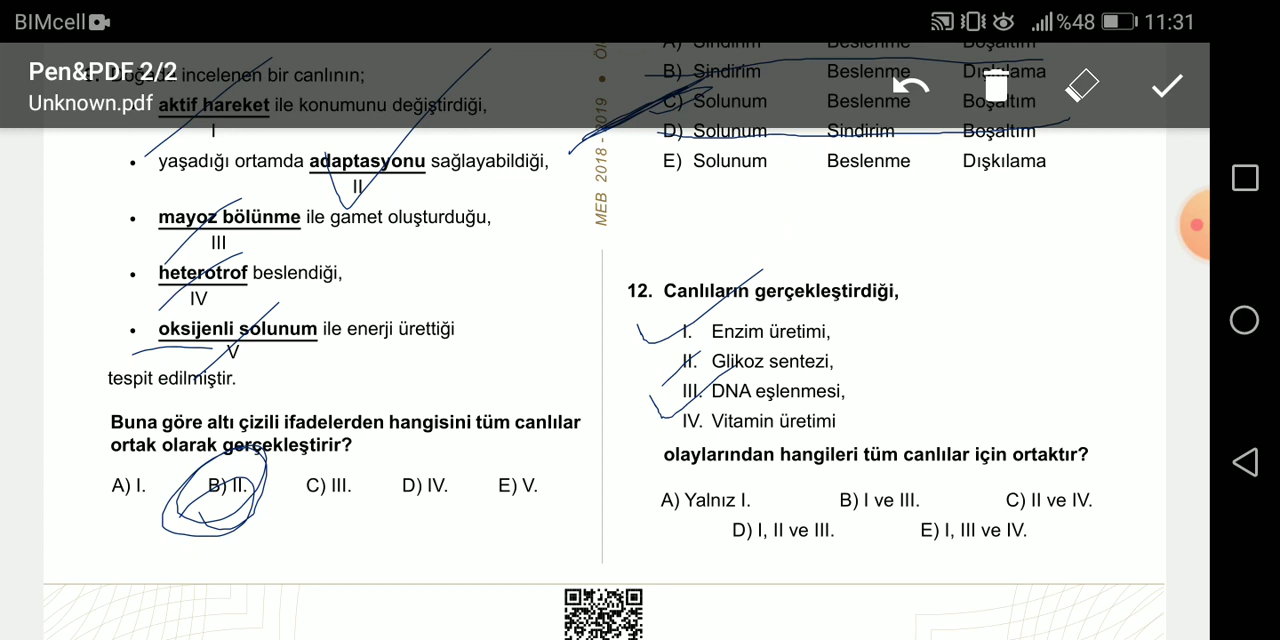 BIMcell
%48
11:31
Pen&PDF 2/2
Unknown.pdf
incelenen bir canlının;
aktif hareket ile konumunu değiştirdiği,
I
• yaşadığı ortamda adaptasyonu sağlayabildiği,
II
• mayoz bölünme ile gamet oluşturduğu,
III
• heterotrof beslendiği,
IV
• oksijenli solunum ile enerji ürettiği
V
tespit edilmiştir.
Buna göre altı çizili ifadelerden hangisini tüm canlılar
ortak olarak gerçekleştirir?
A) I. B) II. C) III. D) IV. E) V.
MEB 2018 - 2019 •
A) Sindirim Beslenme Boşaltım
B) Sindirim Beslenme Dışkılama
C) Solunum Beslenme Boşaltım
D) Solunum Sindirim Boşaltım
E) Solunum Beslenme Dışkılama
12. Canlıların gerçekleştirdiği,
I. Enzim üretimi,
II. Glikoz sentezi,
III. DNA eşlenmesi,
IV. Vitamin üretimi
olaylarından hangileri tüm canlılar için ortaktır?
A) Yalnız I. B) I ve III. C) II ve IV.
D) I, II ve III. E) I, III ve IV.